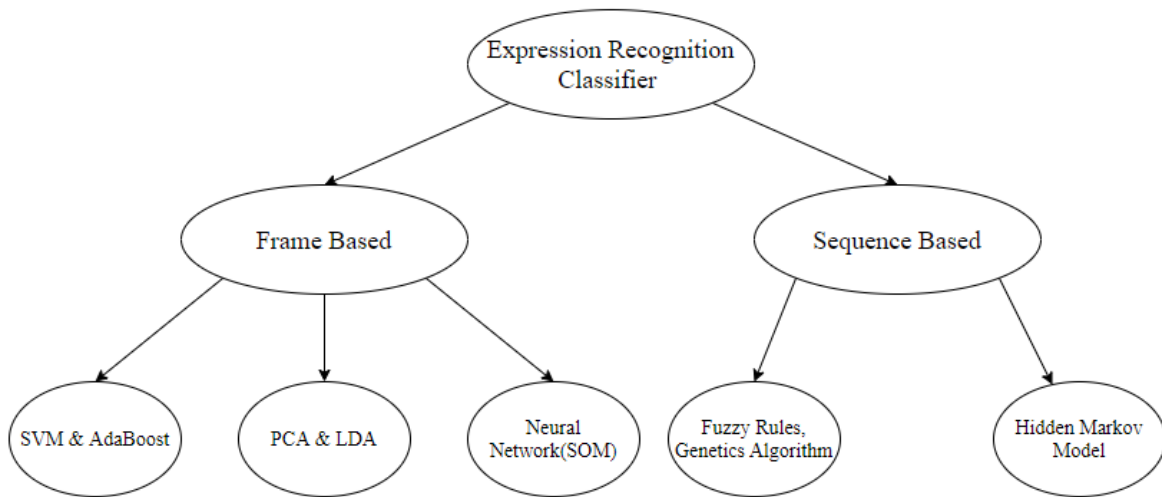 Expression Recognition
Classifier
Frame Based
Sequence Based
SVM & AdaBoost
PCA & LDA
Neural
Network(SOM)
Fuzzy Rules,
Genetics Algorithm
Hidden Markov
Model